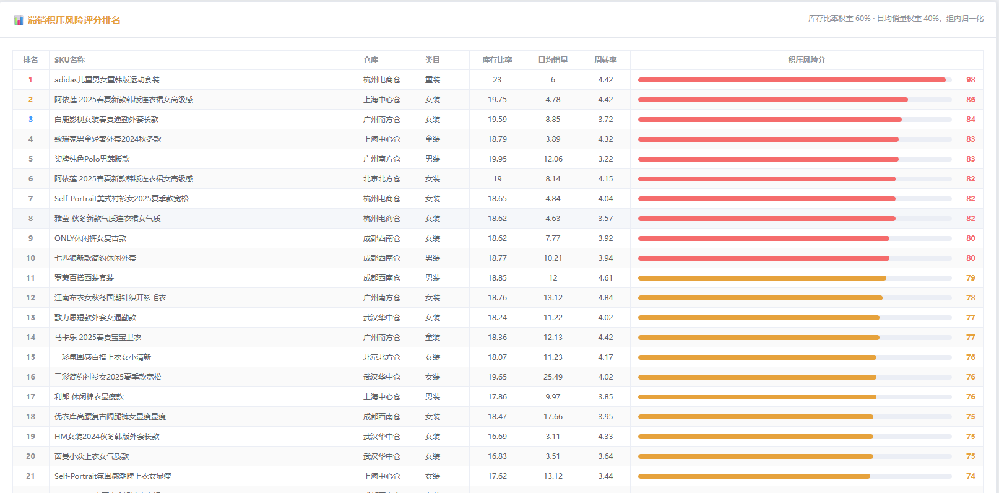 滞销积压风险评分排名
库存比率权重 60% · 日均销量权重 40%，组内归一化
排名 SKU名称 仓库 类目 库存比率 日均销量 周转率 积压风险分
1 adidas儿童男女童韩版运动套装 杭州电商仓 童装 23 6 4.42 98
2 阿依莲 2025春夏新款韩版连衣裙女高级感 上海中心仓 女装 19.75 4.78 4.42 86
3 白鹿影视女装春夏通勤外套长款 广州南方仓 女装 19.59 8.85 3.72 84
4 歌瑞家男童轻奢外套2024秋冬款 上海中心仓 童装 18.79 3.89 4.32 83
5 柒牌纯色Polo男韩版款 广州南方仓 男装 19.95 12.06 3.22 83
6 阿依莲 2025春夏新款韩版连衣裙女高级感 北京北方仓 女装 19 8.14 4.15 82
7 Self-Portrait美式衬衫女2025夏季款宽松 杭州电商仓 女装 18.65 4.84 4.04 82
8 雅莹 秋冬新款气质连衣裙女气质 杭州电商仓 女装 18.62 4.63 3.57 82
9 ONLY休闲裤女复古款 成都西南仓 女装 18.62 7.77 3.92 80
10 七匹狼新款简约休闲外套 成都西南仓 男装 18.77 10.21 3.94 80
11 罗蒙百搭西装套装 成都西南仓 男装 18.85 12 4.61 79
12 江南布衣女秋冬国潮针织开衫毛衣 广州南方仓 女装 18.76 13.12 4.84 78
13 歌力思短款外套女通勤款 武汉华中仓 女装 18.24 11.22 4.02 77
14 马卡乐 2025春夏宝宝卫衣 广州南方仓 童装 18.36 12.13 4.42 77
15 三彩氛围感百搭上衣女小清新 北京北方仓 女装 18.07 11.23 4.17 76
16 三彩简约衬衫女2025夏季款宽松 武汉华中仓 女装 19.65 25.49 4.02 76
17 利郎 休闲棉衣显瘦款 上海中心仓 男装 17.86 9.97 3.85 76
18 优衣库高腰复古阔腿裤女显瘦显瘦 成都西南仓 女装 18.47 17.66 3.95 75
19 HM女装2024秋冬韩版外套长款 武汉华中仓 女装 16.69 3.11 4.33 75
20 茵曼小众上衣女气质款 武汉华中仓 女装 16.83 3.51 3.64 75
21 Self-Portrait氛围感潮牌上衣女显瘦 上海中心仓 女装 17.62 13.12 3.44 74